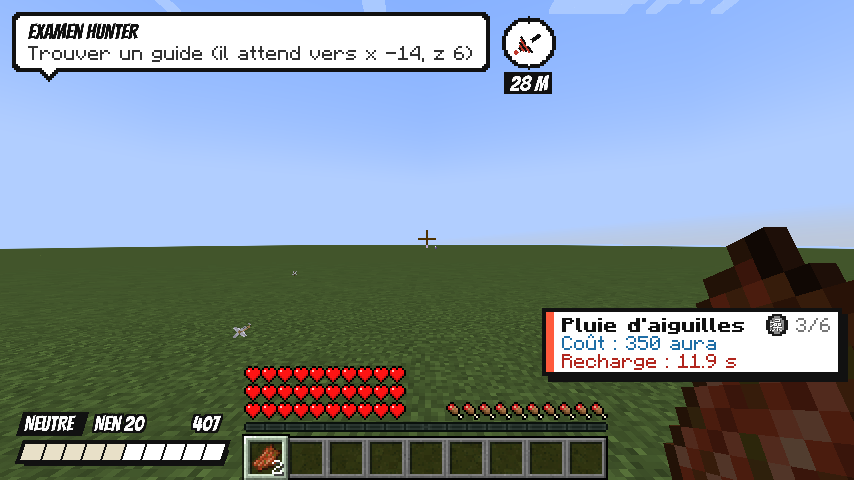 EXAMEN HUNTER
Trouver un guide (il attend vers x -14, z 6)
28 M
Pluie d'aiguilles 3/6
Coût : 350 aura
Recharge : 11.9 s
NEUTRE NEN 20 407
2